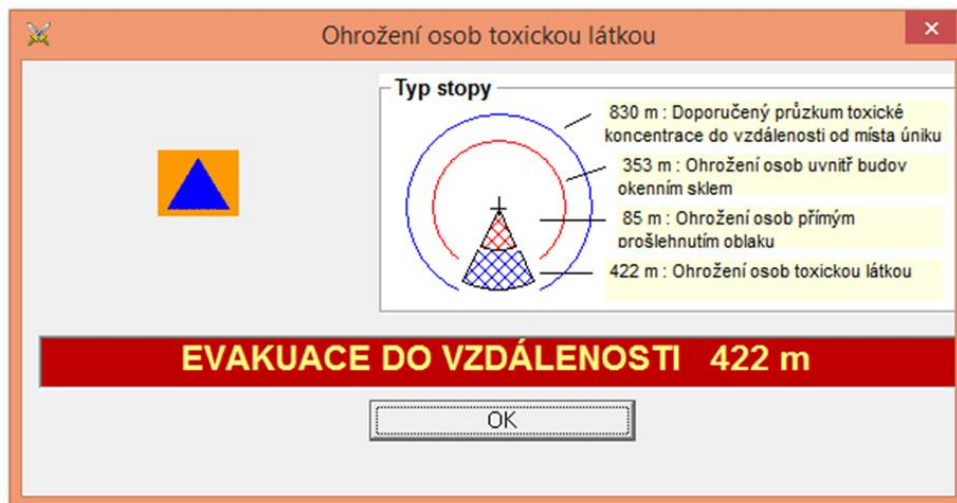 Ohrožení osob toxickou látkou
Typ stopy
830 m : Doporučený průzkum toxické
koncentrace do vzdálenosti od místa úniku
353 m : Ohrožení osob uvnitř budov
okenním sklem
85 m : Ohrožení osob přímým
prošlehnutím oblaku
422 m : Ohrožení osob toxickou látkou
EVAKUACE DO VZDÁLENOSTI 422 m
OK